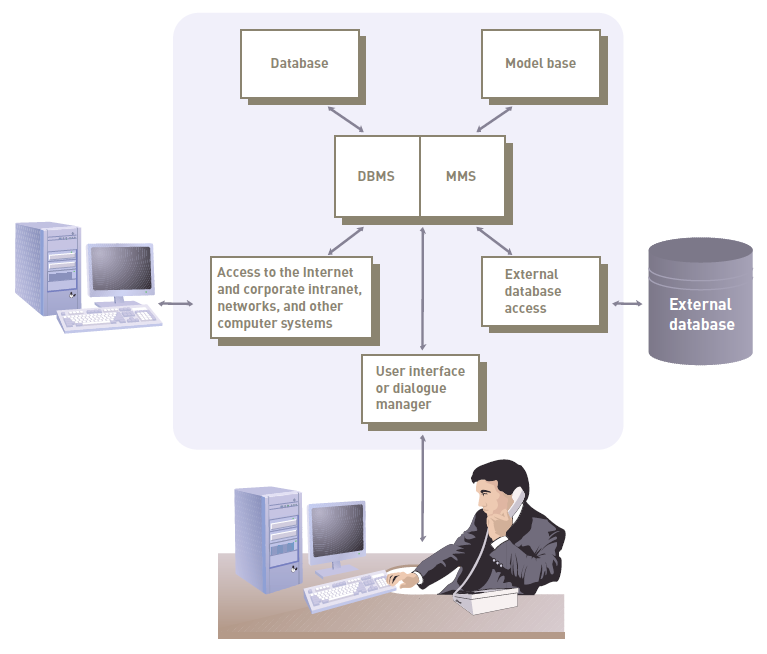 Database
Model base
DBMS
MMS
Access to the Internet
and corporate intranet,
networks, and other
computer systems
External
database
access
External
database
User interface
or dialogue
manager